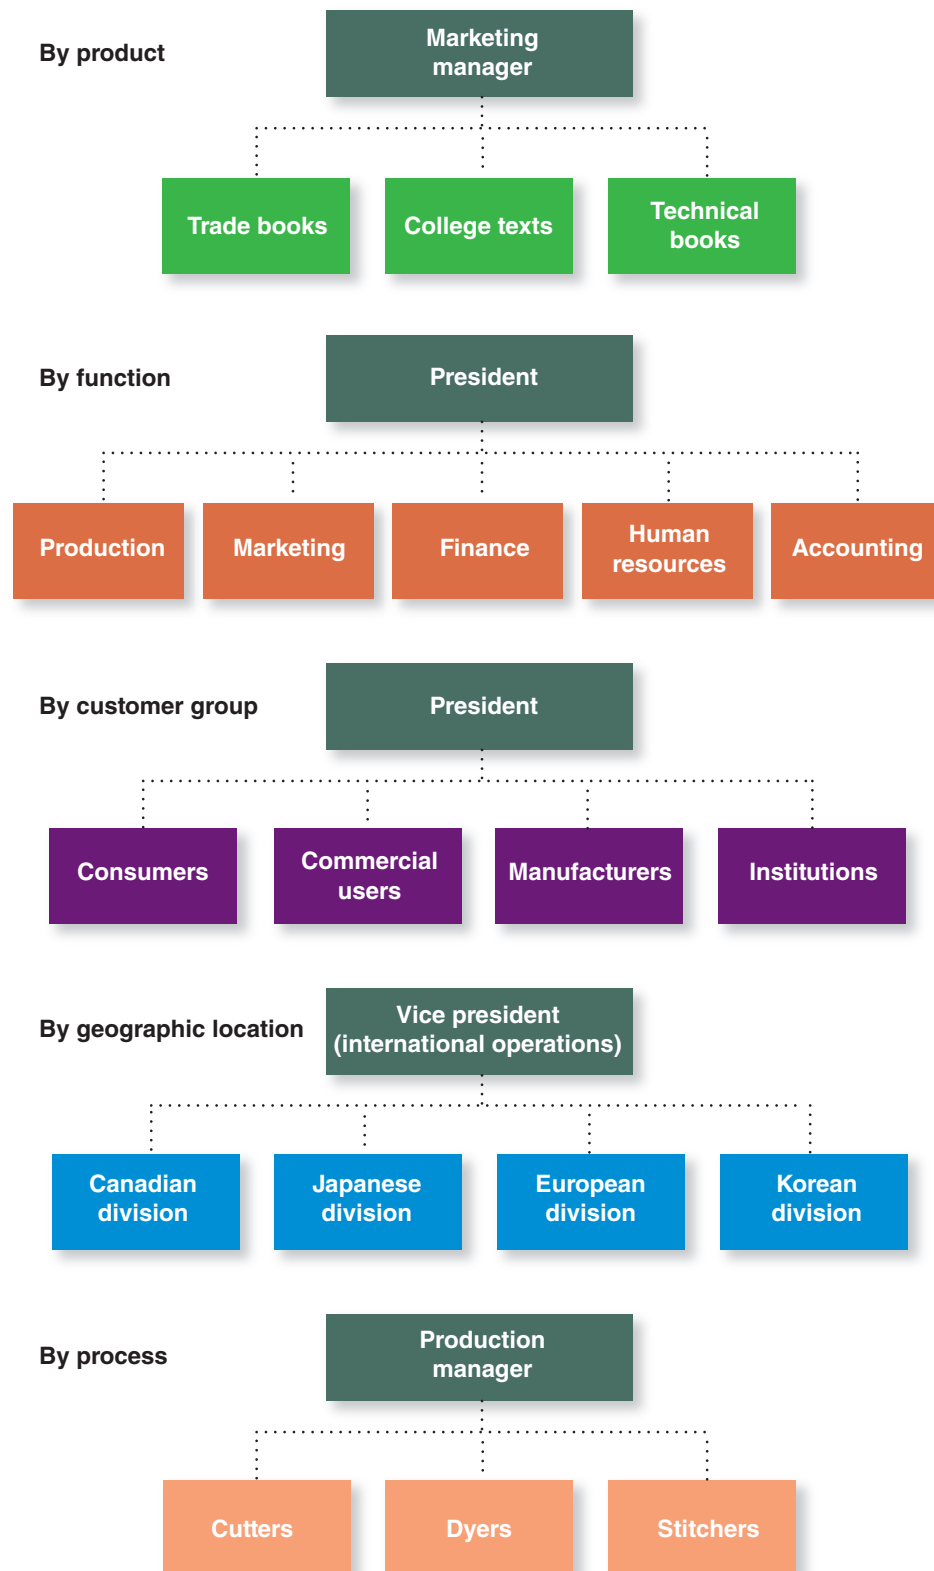 By product
Marketing
manager
Trade books
College texts
Technical
books
By function
President
Production
Marketing
Finance
Human
resources
Accounting
By customer group
President
Consumers
Commercial
users
Manufacturers
Institutions
By geographic location
Vice president
(international operations)
Canadian
division
Japanese
division
European
division
Korean
division
By process
Production
manager
Cutters
Dyers
Stitchers